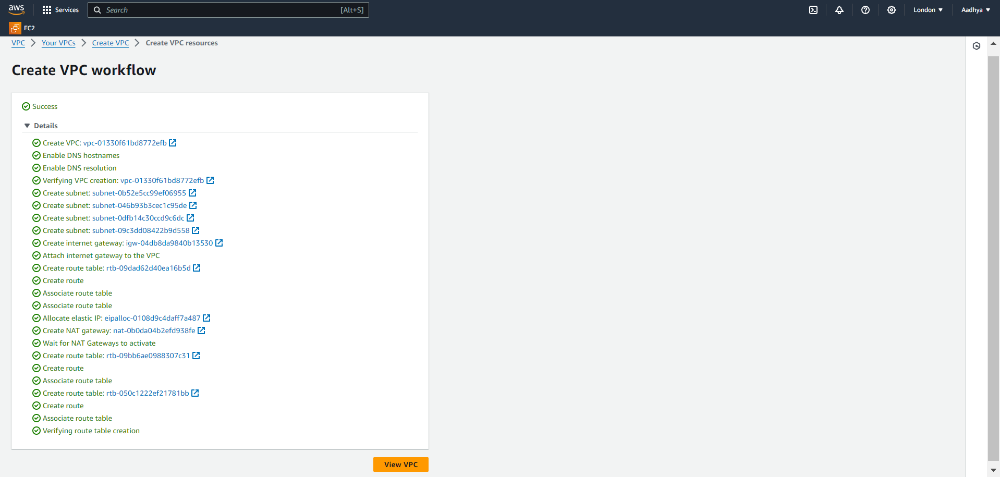 aws Services Search [Alt+S] London Aadhya
EC2
VPC Your VPCs Create VPC Create VPC resources
Create VPC workflow
Success
Details
Create VPC: vpc-01330f61bd8772efb
Enable DNS hostnames
Enable DNS resolution
Verifying VPC creation: vpc-01330f61bd8772efb
Create subnet: subnet-0b52e5cc99ef06955
Create subnet: subnet-046b93b3cec1c95de
Create subnet: subnet-0dfb14c30ccd9c6dc
Create subnet: subnet-09c3dd08422b9d558
Create internet gateway: igw-04db8da9840b13530
Attach internet gateway to the VPC
Create route table: rtb-09dad62d40ea16b5d
Create route
Associate route table
Associate route table
Allocate elastic IP: eipalloc-0108d9c4daff7a487
Create NAT gateway: nat-0b0da04b2efd938fe
Wait for NAT Gateways to activate
Create route table: rtb-09bb6ae0988307c31
Create route
Associate route table
Create route table: rtb-050c1222ef21781bb
Create route
Associate route table
Verifying route table creation
View VPC